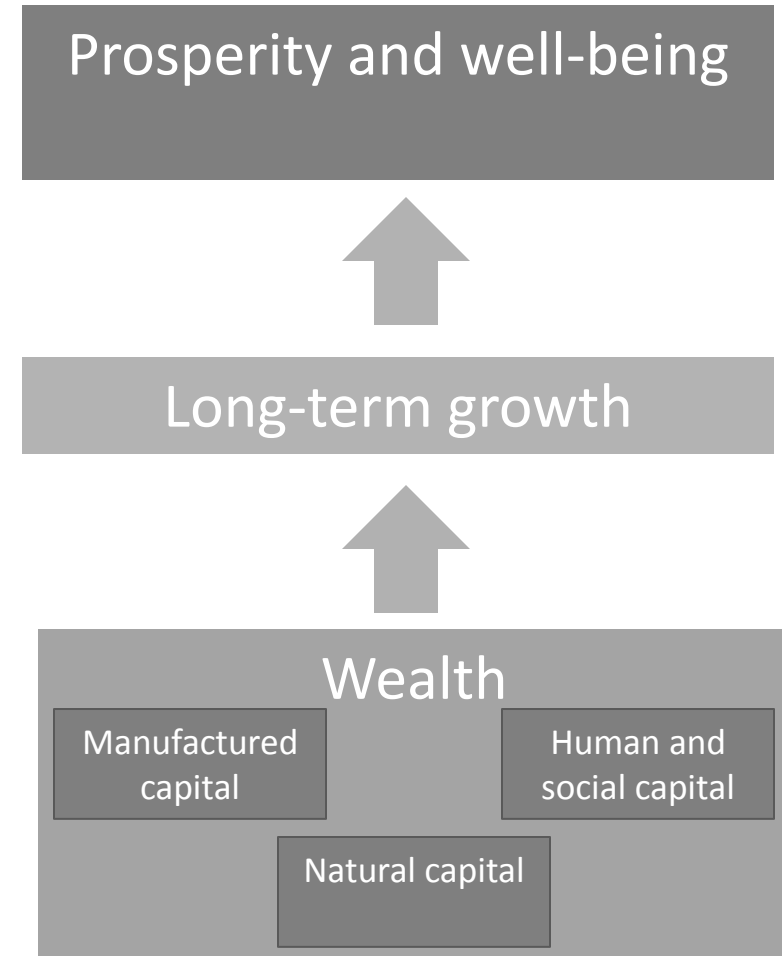 Prosperity and well-being
Long-term growth
Wealth
Manufactured
capital
Human and
social capital
Natural capital